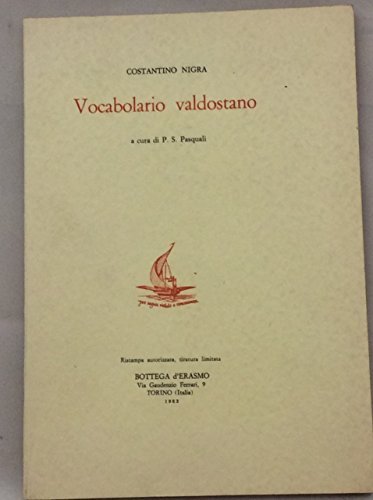 COSTANTINO NIGRA
Vocabolario valdostano
a cura di P. S. Pasquali
Ristampa autorizzata, tiratura limitata
BOTTEGA d'ERASMO
Via Gaudenzio Ferrari, 9
TORINO (Italia)